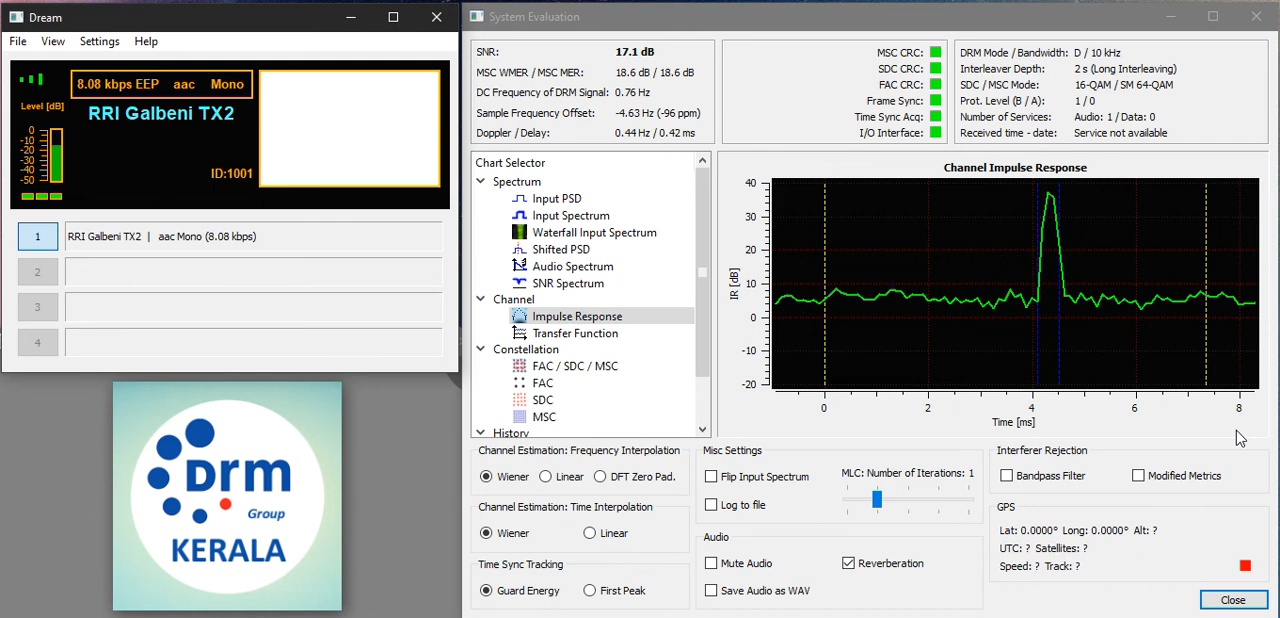 Dream
File View Settings Help
Level [dB]
0
-10
-20
-30
-40
-50
8.08 kbps EEP aac Mono
RRI Galbeni TX2
ID:1001
1 RRI Galbeni TX2 | aac Mono (8.08 kbps)
2
3
4
Drm
Group
KERALA
System Evaluation
SNR: 17.1 dB
MSC WMER / MSC MER: 18.6 dB / 18.6 dB
DC Frequency of DRM Signal: 0.76 Hz
Sample Frequency Offset: -4.63 Hz (-96 ppm)
Doppler / Delay: 0.44 Hz / 0.42 ms
MSC CRC:
SDC CRC:
FAC CRC:
Frame Sync:
Time Sync Acq:
I/O Interface:
DRM Mode / Bandwidth: D / 10 kHz
Interleaver Depth: 2 s (Long Interleaving)
SDC / MSC Mode: 16-QAM / SM 64-QAM
Prot. Level (B / A): 1 / 0
Number of Services: Audio: 1 / Data: 0
Received time - date: Service not available
Chart Selector
Spectrum
Input PSD
Input Spectrum
Waterfall Input Spectrum
Shifted PSD
Audio Spectrum
SNR Spectrum
Channel
Impulse Response
Transfer Function
Constellation
FAC / SDC / MSC
FAC
SDC
MSC
History
Channel Impulse Response
IR [dB]
40
30
20
10
0
-10
-20
0 2 4 6 8
Time [ms]
Channel Estimation: Frequency Interpolation
Wiener Linear DFT Zero Pad.
Channel Estimation: Time Interpolation
Wiener Linear
Time Sync Tracking
Guard Energy First Peak
Misc Settings
Flip Input Spectrum
Log to file
MLC: Number of Iterations: 1
Audio
Mute Audio Reverberation
Save Audio as WAV
Interferer Rejection
Bandpass Filter Modified Metrics
GPS
Lat: 0.0000° Long: 0.0000° Alt: ?
UTC: ? Satellites: ?
Speed: ? Track: ?
Close